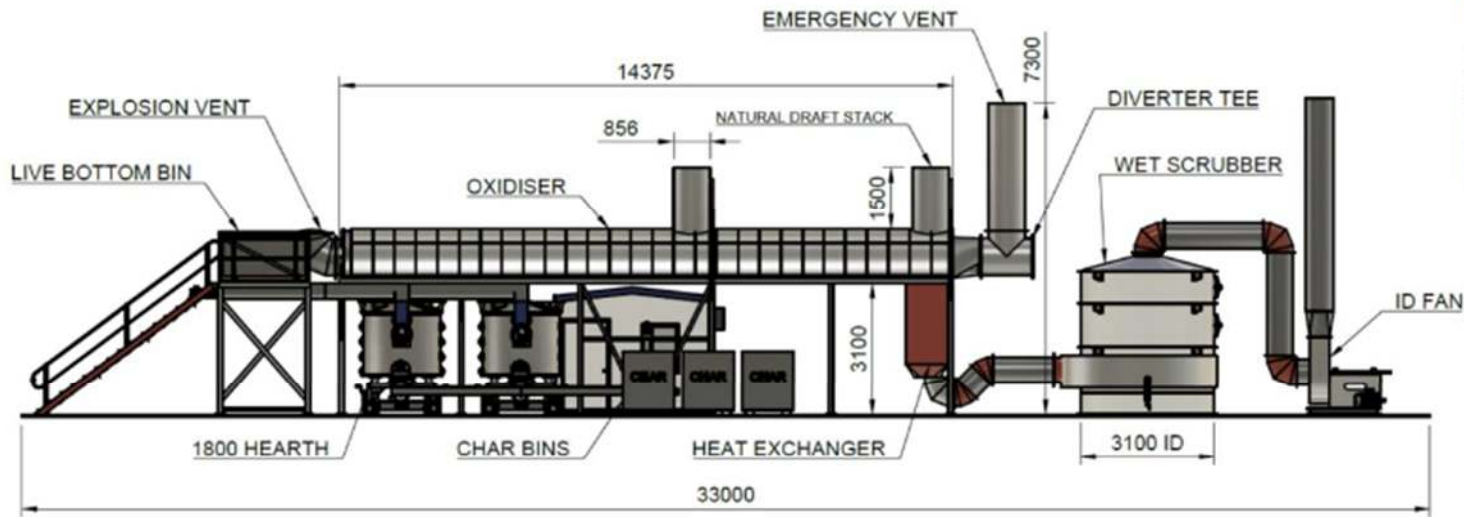 EMERGENCY VENT
7300
14375
DIVERTER TEE
EXPLOSION VENT
856
NATURAL DRAFT STACK
WET SCRUBBER
LIVE BOTTOM BIN
OXIDISER
1500
ID FAN
3100
CHAR
CHAR
CHAR
1800 HEARTH
CHAR BINS
HEAT EXCHANGER
3100 ID
33000